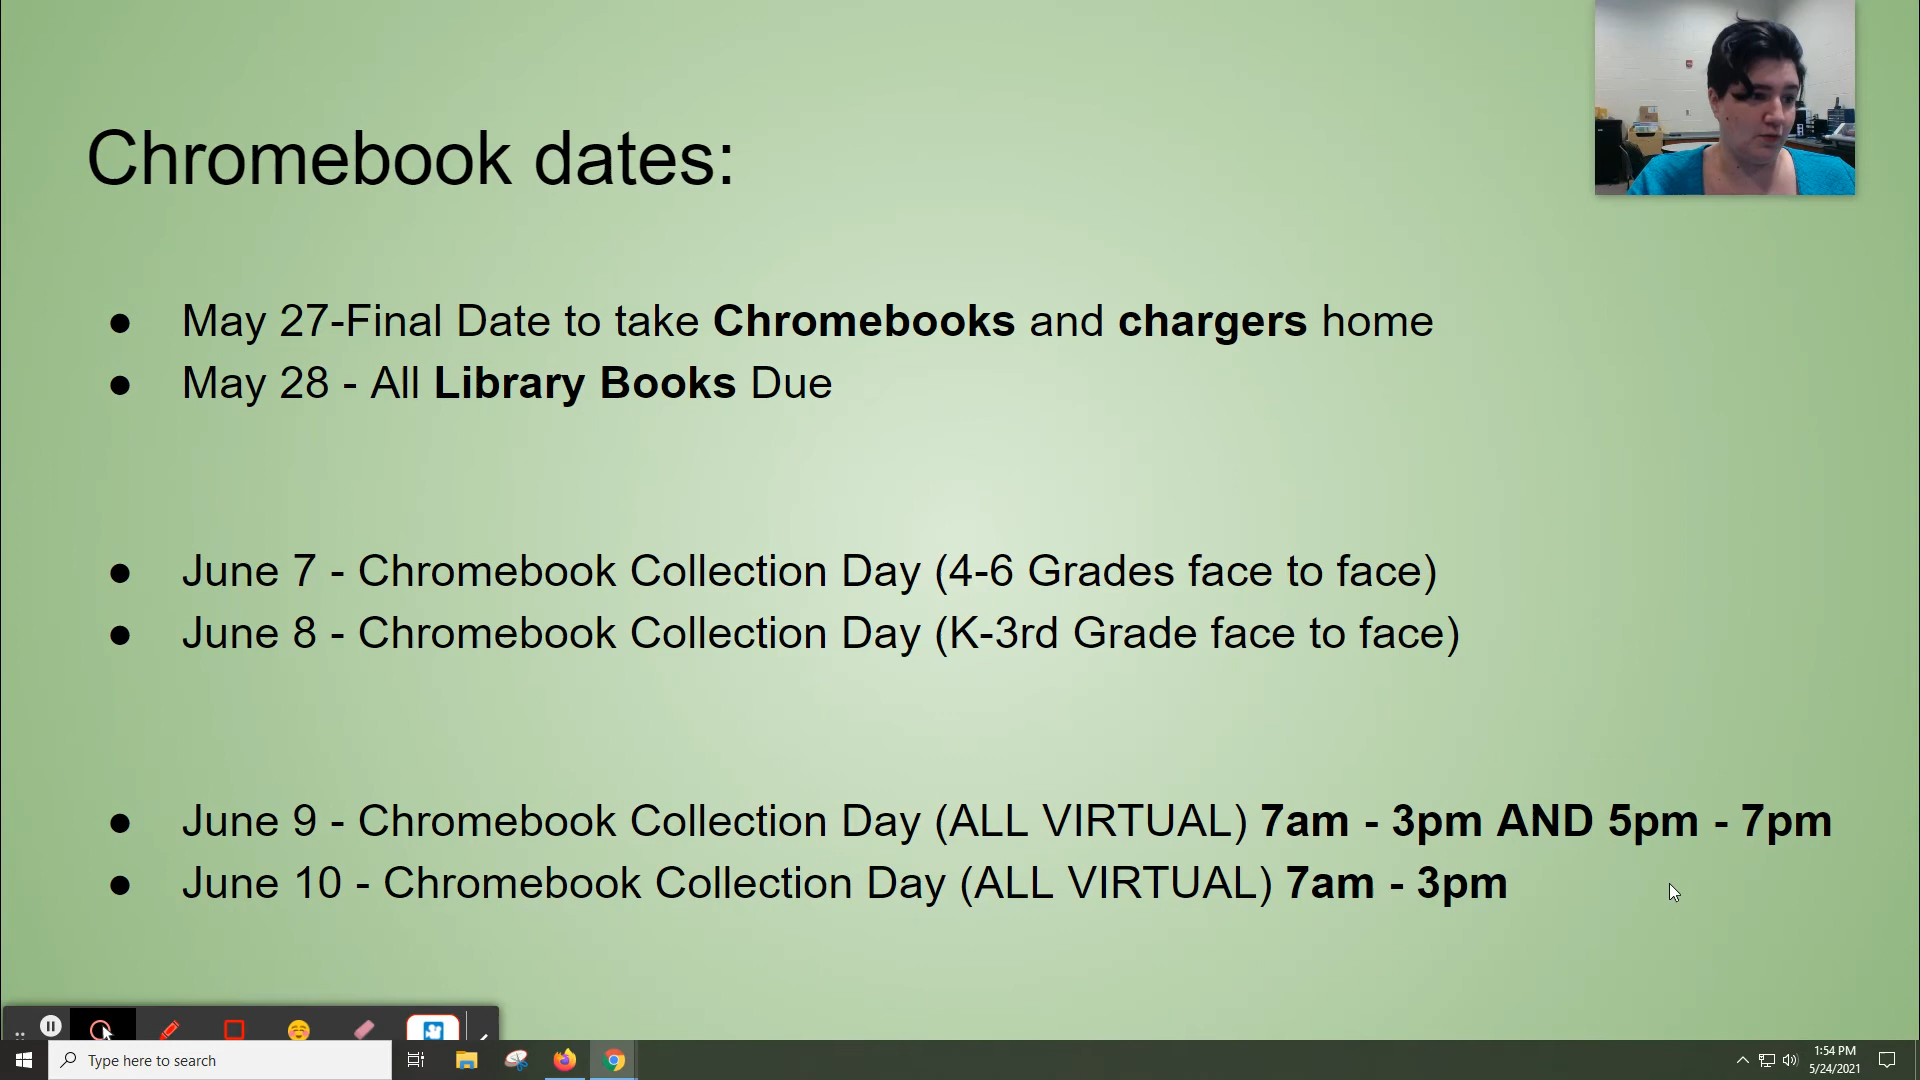 Chromebook dates:
● May 27-Final Date to take Chromebooks and chargers home
● May 28 - All Library Books Due
● June 7 - Chromebook Collection Day (4-6 Grades face to face)
● June 8 - Chromebook Collection Day (K-3rd Grade face to face)
● June 9 - Chromebook Collection Day (ALL VIRTUAL) 7am - 3pm AND 5pm - 7pm
● June 10 - Chromebook Collection Day (ALL VIRTUAL) 7am - 3pm
Type here to search
1:54 PM
5/24/2021